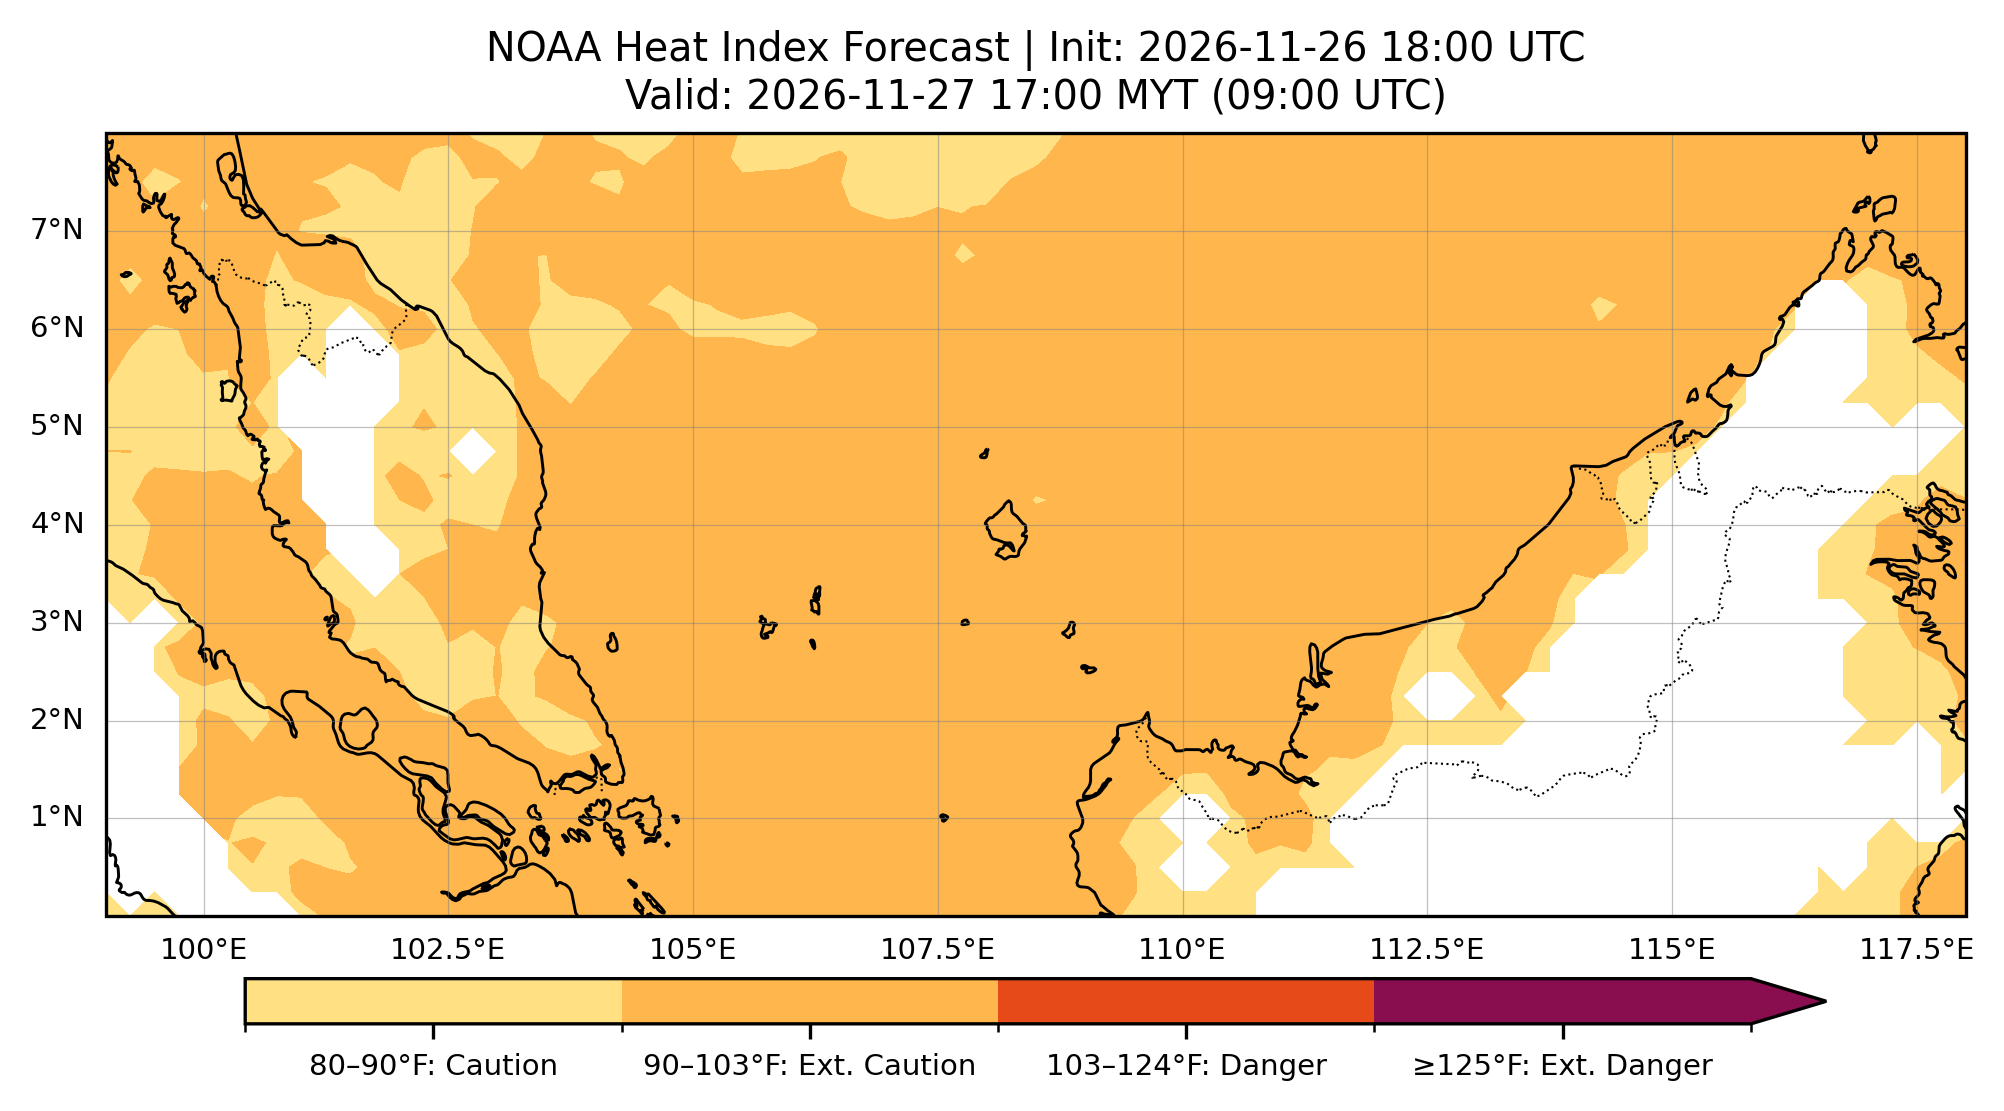 NOAA Heat Index Forecast | Init: 2026-11-26 18:00 UTC
Valid: 2026-11-27 17:00 MYT (09:00 UTC)
7°N
6°N
5°N
4°N
3°N
2°N
1°N
100°E 102.5°E 105°E 107.5°E 110°E 112.5°E 115°E 117.5°E
80–90°F: Caution 90–103°F: Ext. Caution 103–124°F: Danger ≥125°F: Ext. Danger